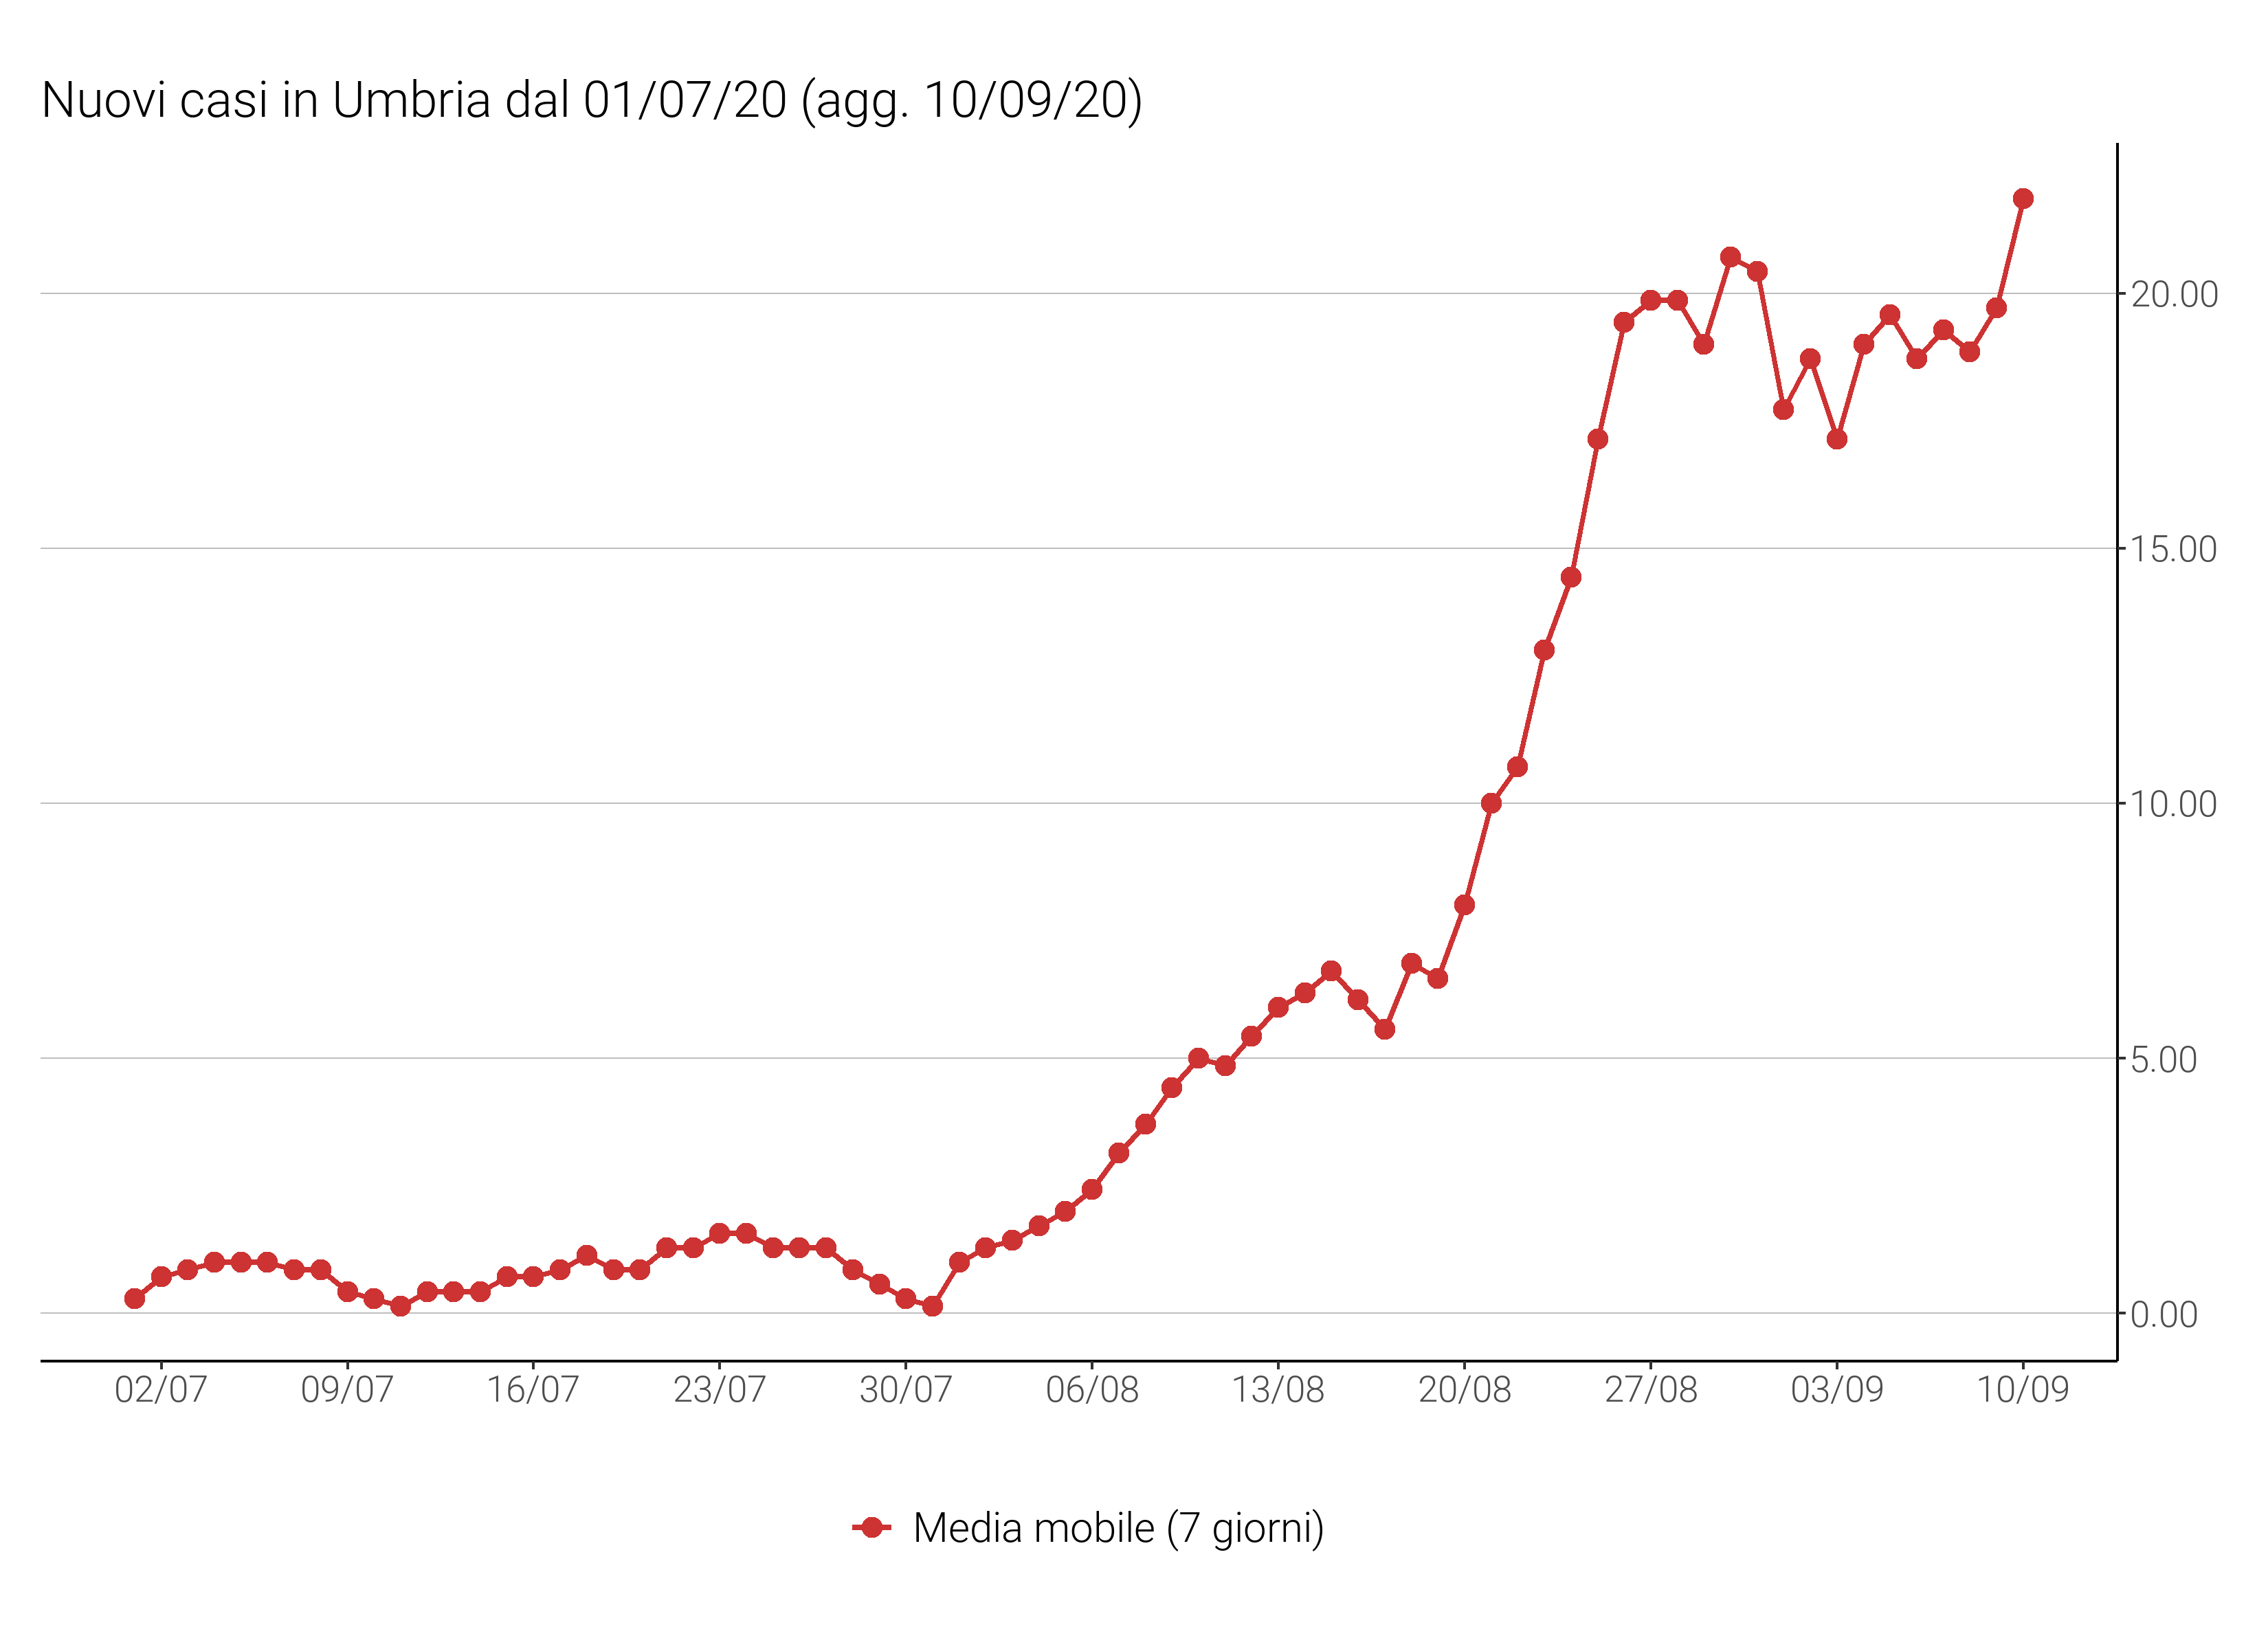 Nuovi casi in Umbria dal 01/07/20 (agg. 10/09/20)
20.00
15.00
10.00
5.00
0.00
02/07 09/07 16/07 23/07 30/07 06/08 13/08 20/08 27/08 03/09 10/09
Media mobile (7 giorni)